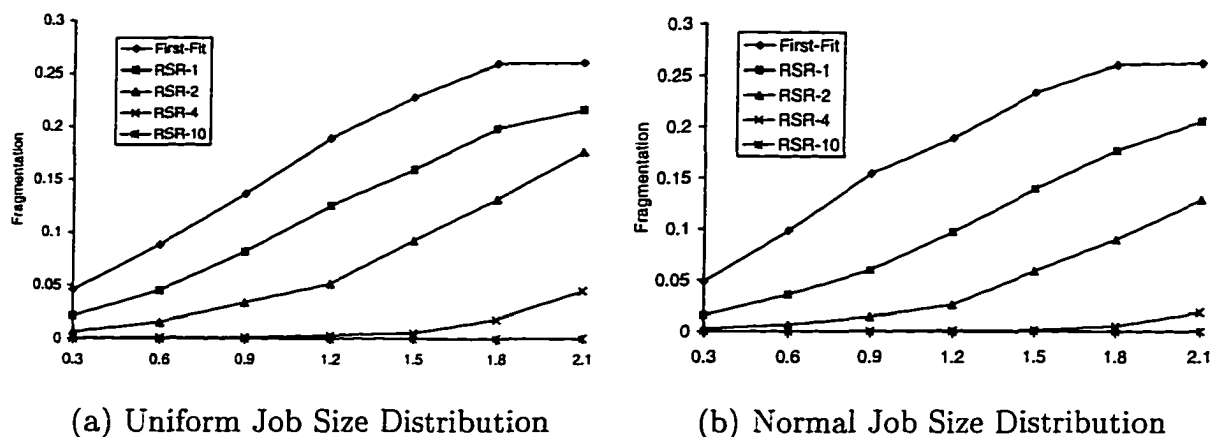 0.3
0.25
0.2
0.15
0.1
0.05
0
Fragmentation
First-Fit
RSR-1
RSR-2
RSR-4
RSR-10
0.3 0.6 0.9 1.2 1.5 1.8 2.1
(a) Uniform Job Size Distribution
0.3
0.25
0.2
0.15
0.1
0.05
0
Fragmentation
First-Fit
RSR-1
RSR-2
RSR-4
RSR-10
0.3 0.6 0.9 1.2 1.5 1.8 2.1
(b) Normal Job Size Distribution